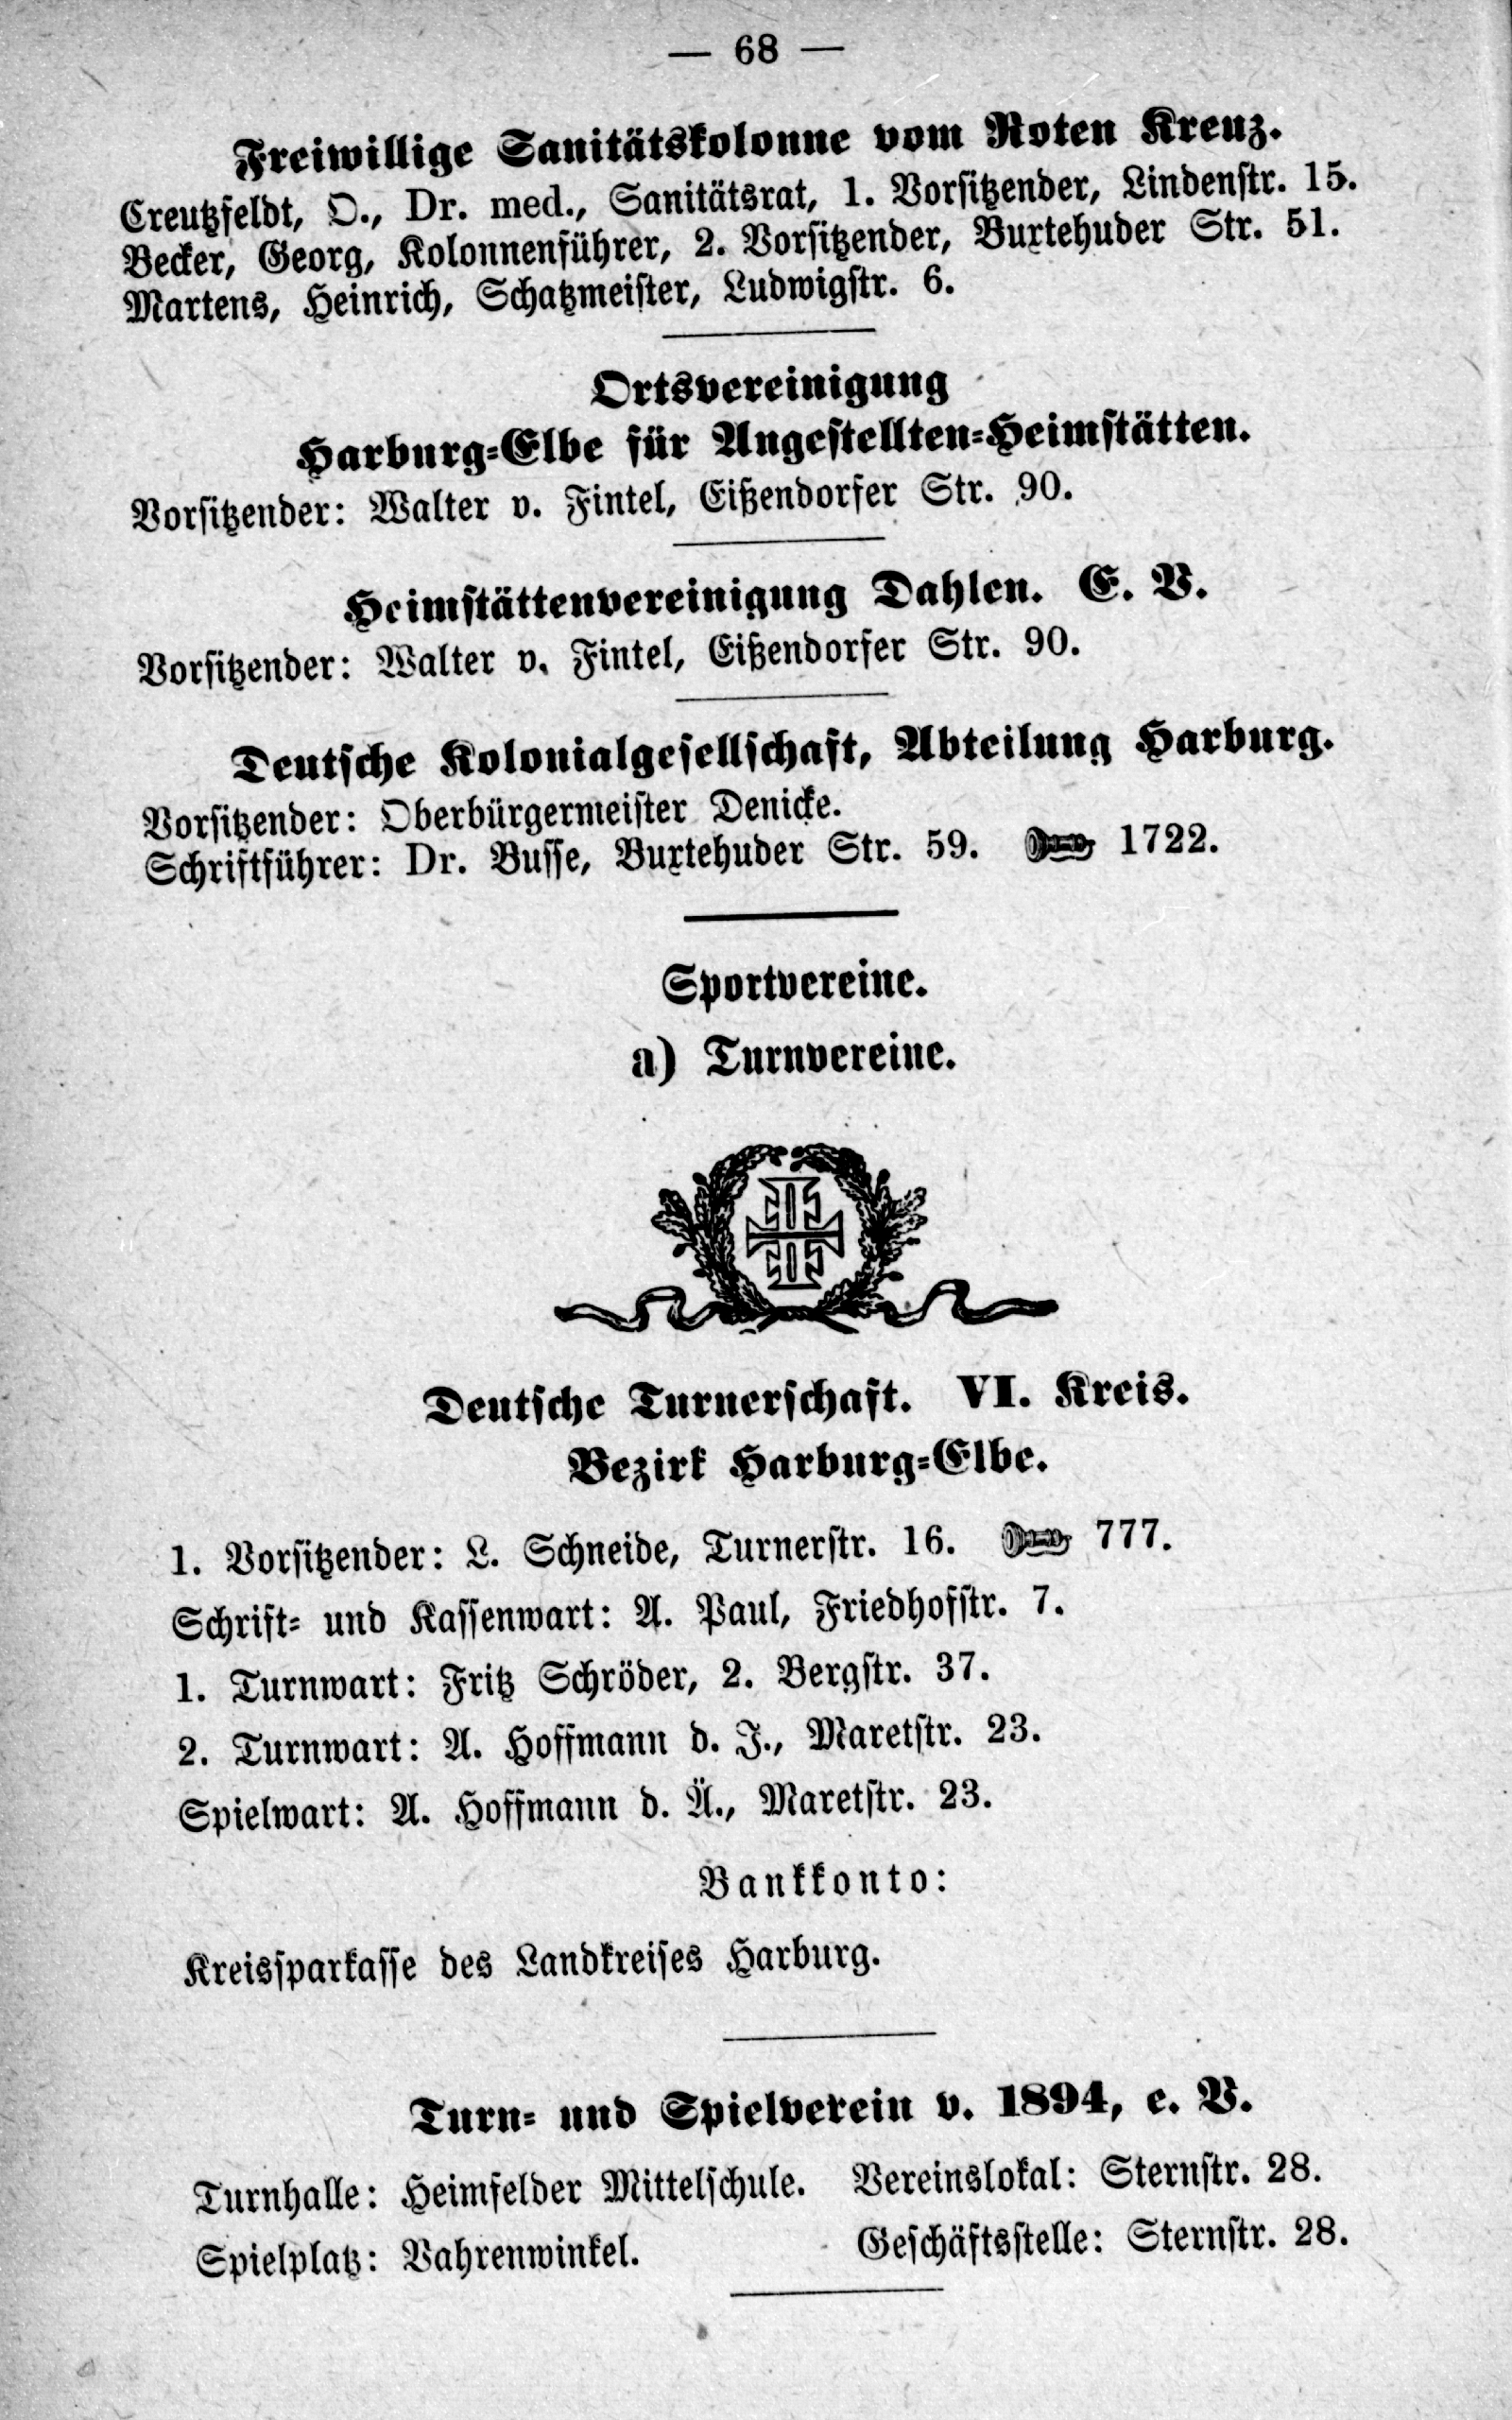 — 68 —
Freiwillige Sanitätskolonne vom Roten Kreuz.
Creutzfeldt, O., Dr. med., Sanitätsrat, 1. Vorsitzender, Lindenstr. 15.
Becker, Georg, Kolonnenführer, 2. Vorsitzender, Buxtehuder Str. 51.
Martens, Heinrich, Schatzmeister, Ludwigstr. 6.
Ortsvereinigung
Harburg-Elbe für Angestellten-Heimstätten.
Vorsitzender: Walter v. Fintel, Eißendorfer Str. 90.
Heimstättenvereinigung Dahlen. E. V.
Vorsitzender: Walter v. Fintel, Eißendorfer Str. 90.
Deutsche Kolonialgesellschaft, Abteilung Harburg.
Vorsitzender: Oberbürgermeister Denicke.
Schriftführer: Dr. Busse, Buxtehuder Str. 59. 1722.
Sportvereine.
a) Turnvereine.
Deutsche Turnerschaft. VI. Kreis.
Bezirk Harburg-Elbe.
1. Vorsitzender: L. Schneide, Turnerstr. 16. 777.
Schrift- und Kassenwart: A. Paul, Friedhofstr. 7.
1. Turnwart: Fritz Schröder, 2. Bergstr. 37.
2. Turnwart: A. Hoffmann d. J., Maretstr. 23.
Spielwart: A. Hoffmann d. Ä., Maretstr. 23.
Bankkonto:
Kreissparkasse des Landkreises Harburg.
Turn- und Spielverein v. 1894, e. V.
Turnhalle: Heimfelder Mittelschule. Vereinslokal: Sternstr. 28.
Spielplatz: Vahrenwinkel. Geschäftsstelle: Sternstr. 28.